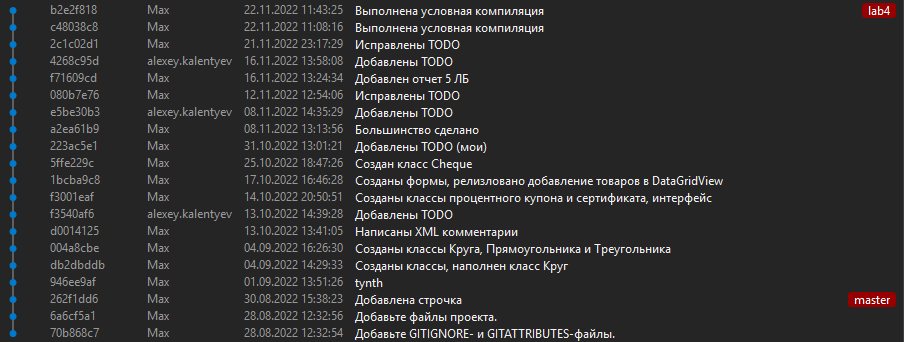 b2e2f818 Max 22.11.2022 11:43:25 Выполнена условная компиляция lab4
c48038c8 Max 22.11.2022 11:08:16 Выполнена условная компиляция
2c1c02d1 Max 21.11.2022 23:17:29 Исправлены TODO
4268c95d alexey.kalentyev 16.11.2022 13:58:08 Добавлены TODO
f71609cd Max 16.11.2022 13:24:34 Добавлен отчет 5 ЛБ
080b7e76 Max 12.11.2022 12:54:06 Исправлены TODO
e5be30b3 alexey.kalentyev 08.11.2022 14:35:29 Добавлены TODO
a2ea61b9 Max 08.11.2022 13:13:56 Большинство сделано
223ac5e1 Max 31.10.2022 13:01:21 Добавлены TODO (мои)
5ffe229c Max 25.10.2022 18:47:26 Создан класс Cheque
1bcba9c8 Max 17.10.2022 16:46:28 Созданы формы, релизловано добавление товаров в DataGridView
f3001eaf Max 14.10.2022 20:50:51 Созданы классы процентного купона и сертификата, интерфейс
f3540af6 alexey.kalentyev 13.10.2022 14:39:28 Добавлены TODO
d0014125 Max 13.10.2022 13:41:05 Написаны XML комментарии
004a8cbe Max 04.09.2022 16:26:30 Созданы классы Круга, Прямоугольника и Треугольника
db2dbddb Max 04.09.2022 14:29:33 Созданы классы, наполнен класс Круг
946ee9af Max 01.09.2022 13:51:26 tynth
262f1dd6 Max 30.08.2022 15:38:23 Добавлена строчка master
6a6cf5a1 Max 28.08.2022 12:32:56 Добавьте файлы проекта.
70b868c7 Max 28.08.2022 12:32:54 Добавьте GITIGNORE- и GITATTRIBUTES-файлы.